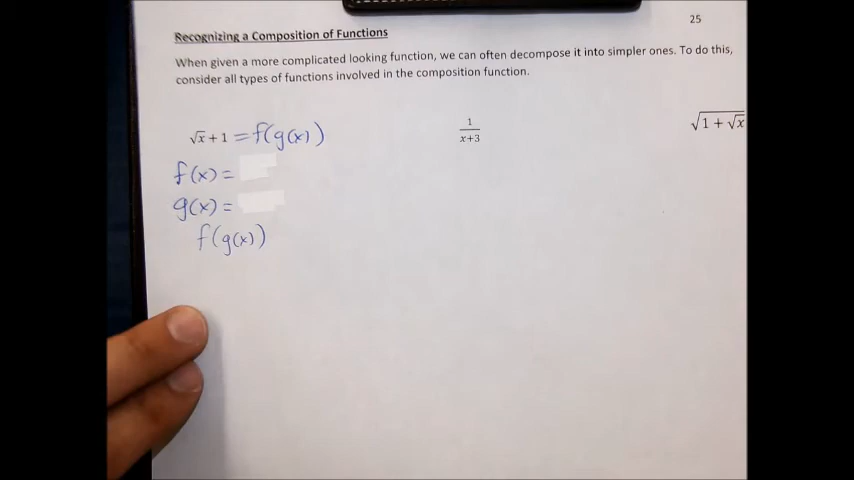 25
Recognizing a Composition of Functions
When given a more complicated looking function, we can often decompose it into simpler ones. To do this,
consider all types of functions involved in the composition function.
√x + 1 = f(g(x))
1/(x+3)
√(1 + √x)
f(x) =
g(x) =
f(g(x))